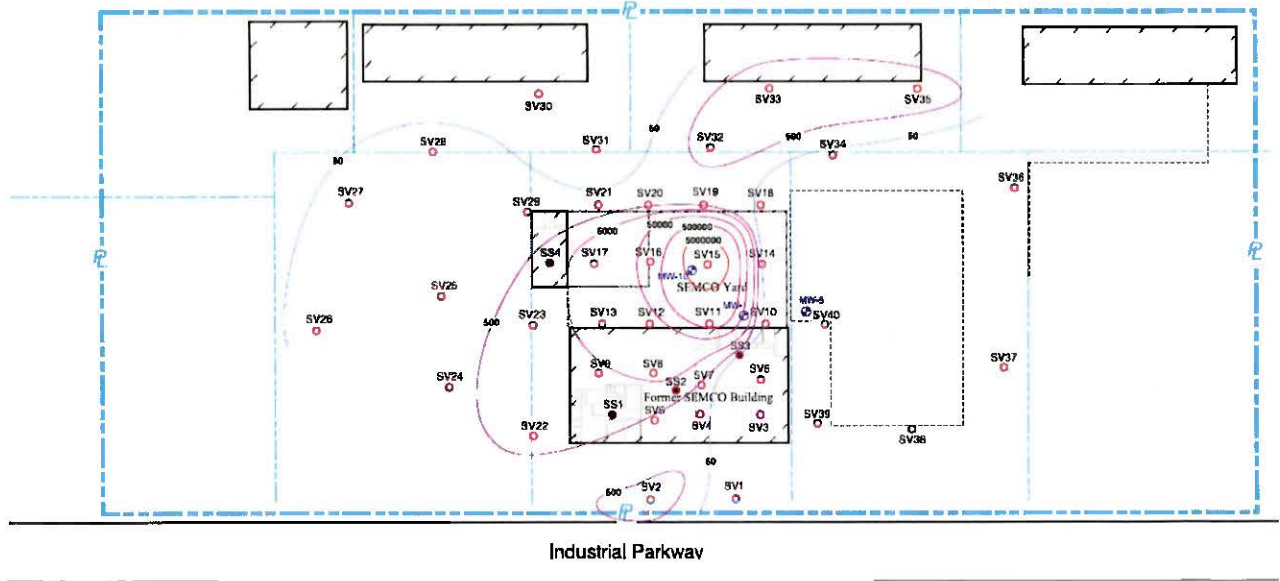 PL
SV30
SV33
SV35
50
500
50
SV31
SV32
SV34
50
SV28
SV36
SV27
SV29
SV21
SV20
SV19
SV18
5000
50000
500000
5000000
PL
PL
SS4
SV17
SV16
SV15
SV14
SEMCO Yard
SV25
MW-5
SV26
500
SV23
SV13
SV12
SV11
SV10
SV40
SS3
SV37
SV9
SV8
SV7
SV6
SV24
SS2
Former SEMCO Building
SS1
SV5
SV4
SV3
SV39
SV38
SV22
50
500
SV2
SV1
PL
Industrial Parkway